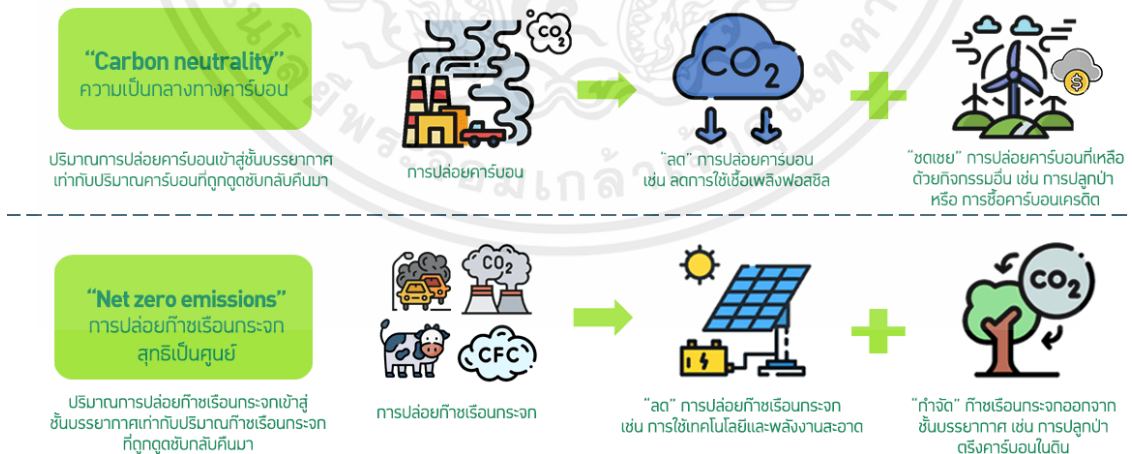 "Carbon neutrality"
ความเป็นกลางทางคาร์บอน
ปริมาณการปล่อยคาร์บอนเข้าสู่ชั้นบรรยากาศ
เท่ากับปริมาณคาร์บอนที่ถูกดูดซับกลับคืนมา
CO2
การปล่อยคาร์บอน
CO2
"ลด" การปล่อยคาร์บอน
เช่น ลดการใช้เชื้อเพลิงฟอสซิล
$
"ชดเชย" การปล่อยคาร์บอนที่เหลือ
ด้วยกิจกรรมอื่น เช่น การปลูกป่า
หรือ การซื้อคาร์บอนเครดิต
"Net zero emissions"
การปล่อยก๊าซเรือนกระจก
สุทธิเป็นศูนย์
ปริมาณการปล่อยก๊าซเรือนกระจกเข้าสู่
ชั้นบรรยากาศเท่ากับปริมาณก๊าซเรือนกระจก
ที่ถูกดูดซับกลับคืนมา
CO2
CFC
การปล่อยก๊าซเรือนกระจก
"ลด" การปล่อยก๊าซเรือนกระจก
เช่น การใช้เทคโนโลยีและพลังงานสะอาด
CO2
"กำจัด" ก๊าซเรือนกระจกออกจาก
ชั้นบรรยากาศ เช่น การปลูกป่า
ตรึงคาร์บอนในดิน